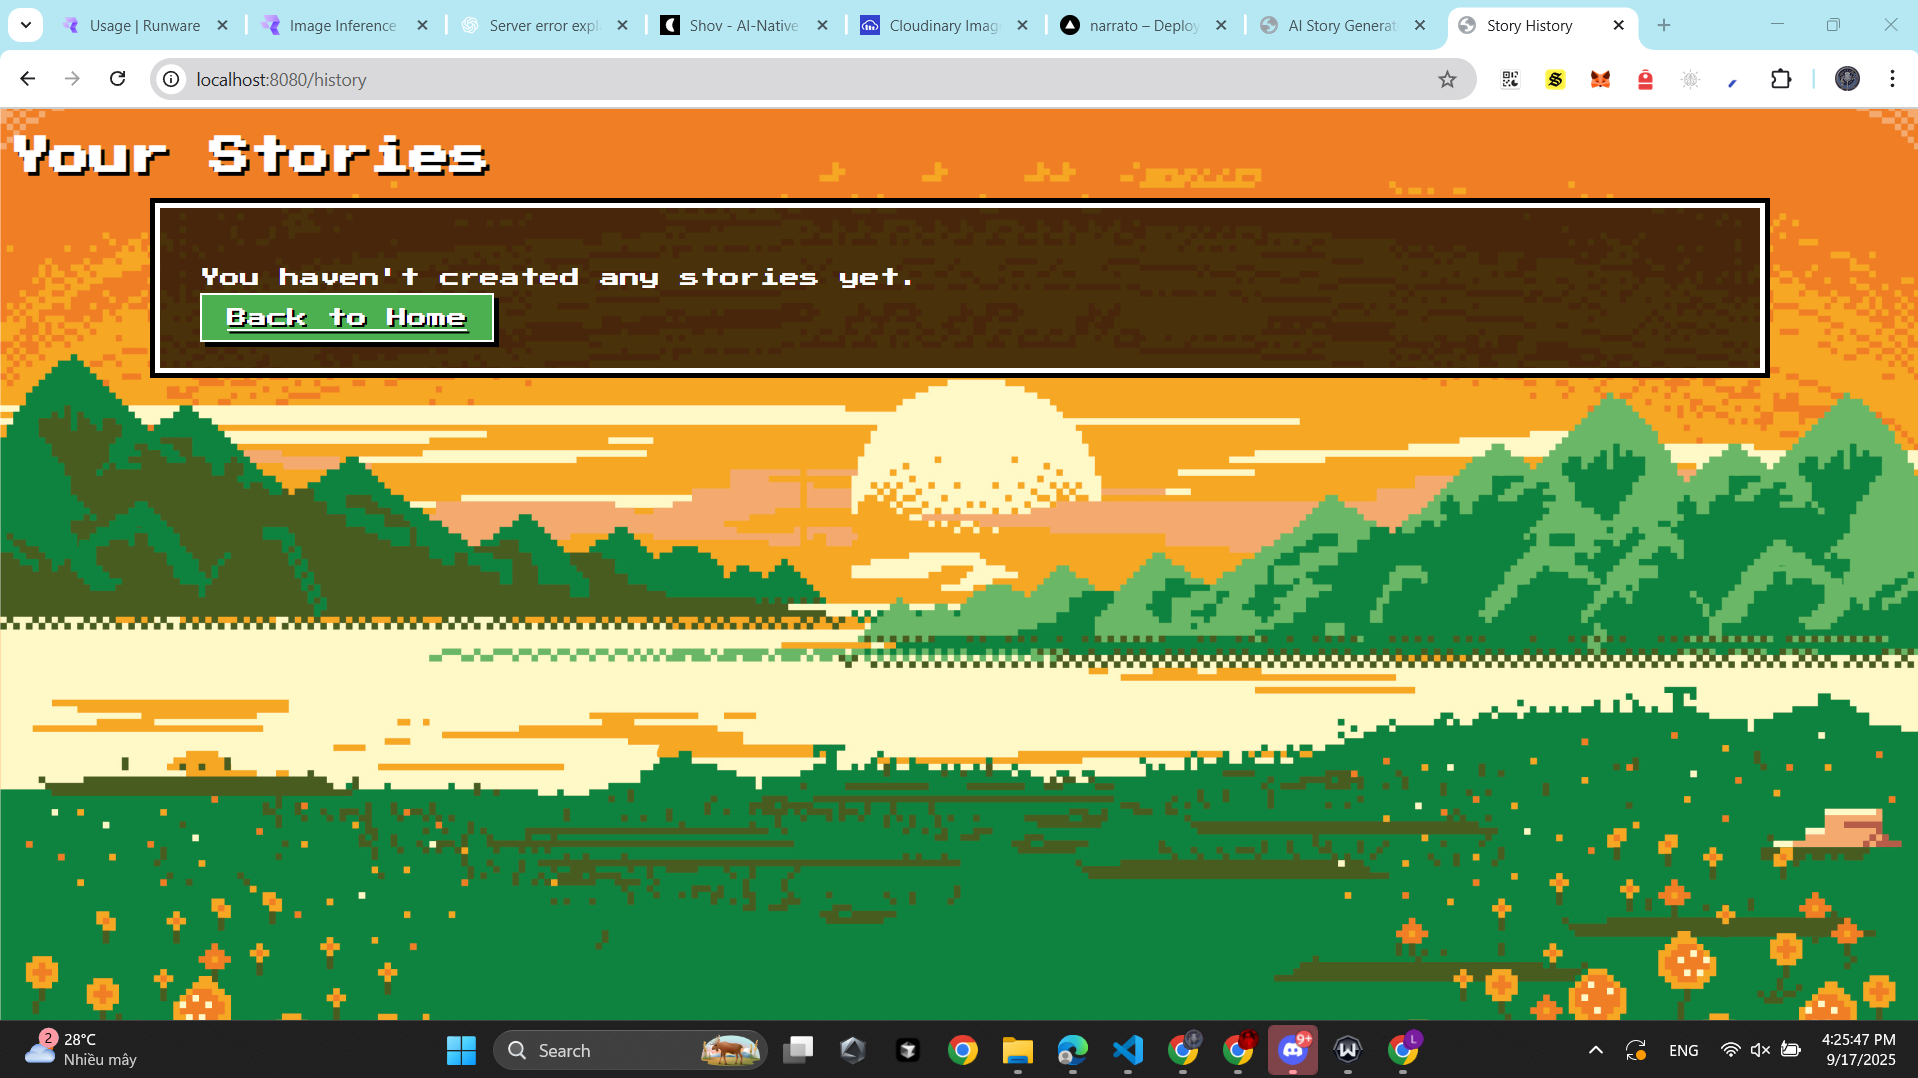 Usage | Runware
Image Inference
Server error expl
Shov - AI-Native
Cloudinary Imag
narrato – Deploy
AI Story Generat
Story History
localhost:8080/history
Your Stories
You haven't created any stories yet.
Back to Home
2
28°C
Nhiều mây
Search
9+
L
ENG
4:25:47 PM
9/17/2025